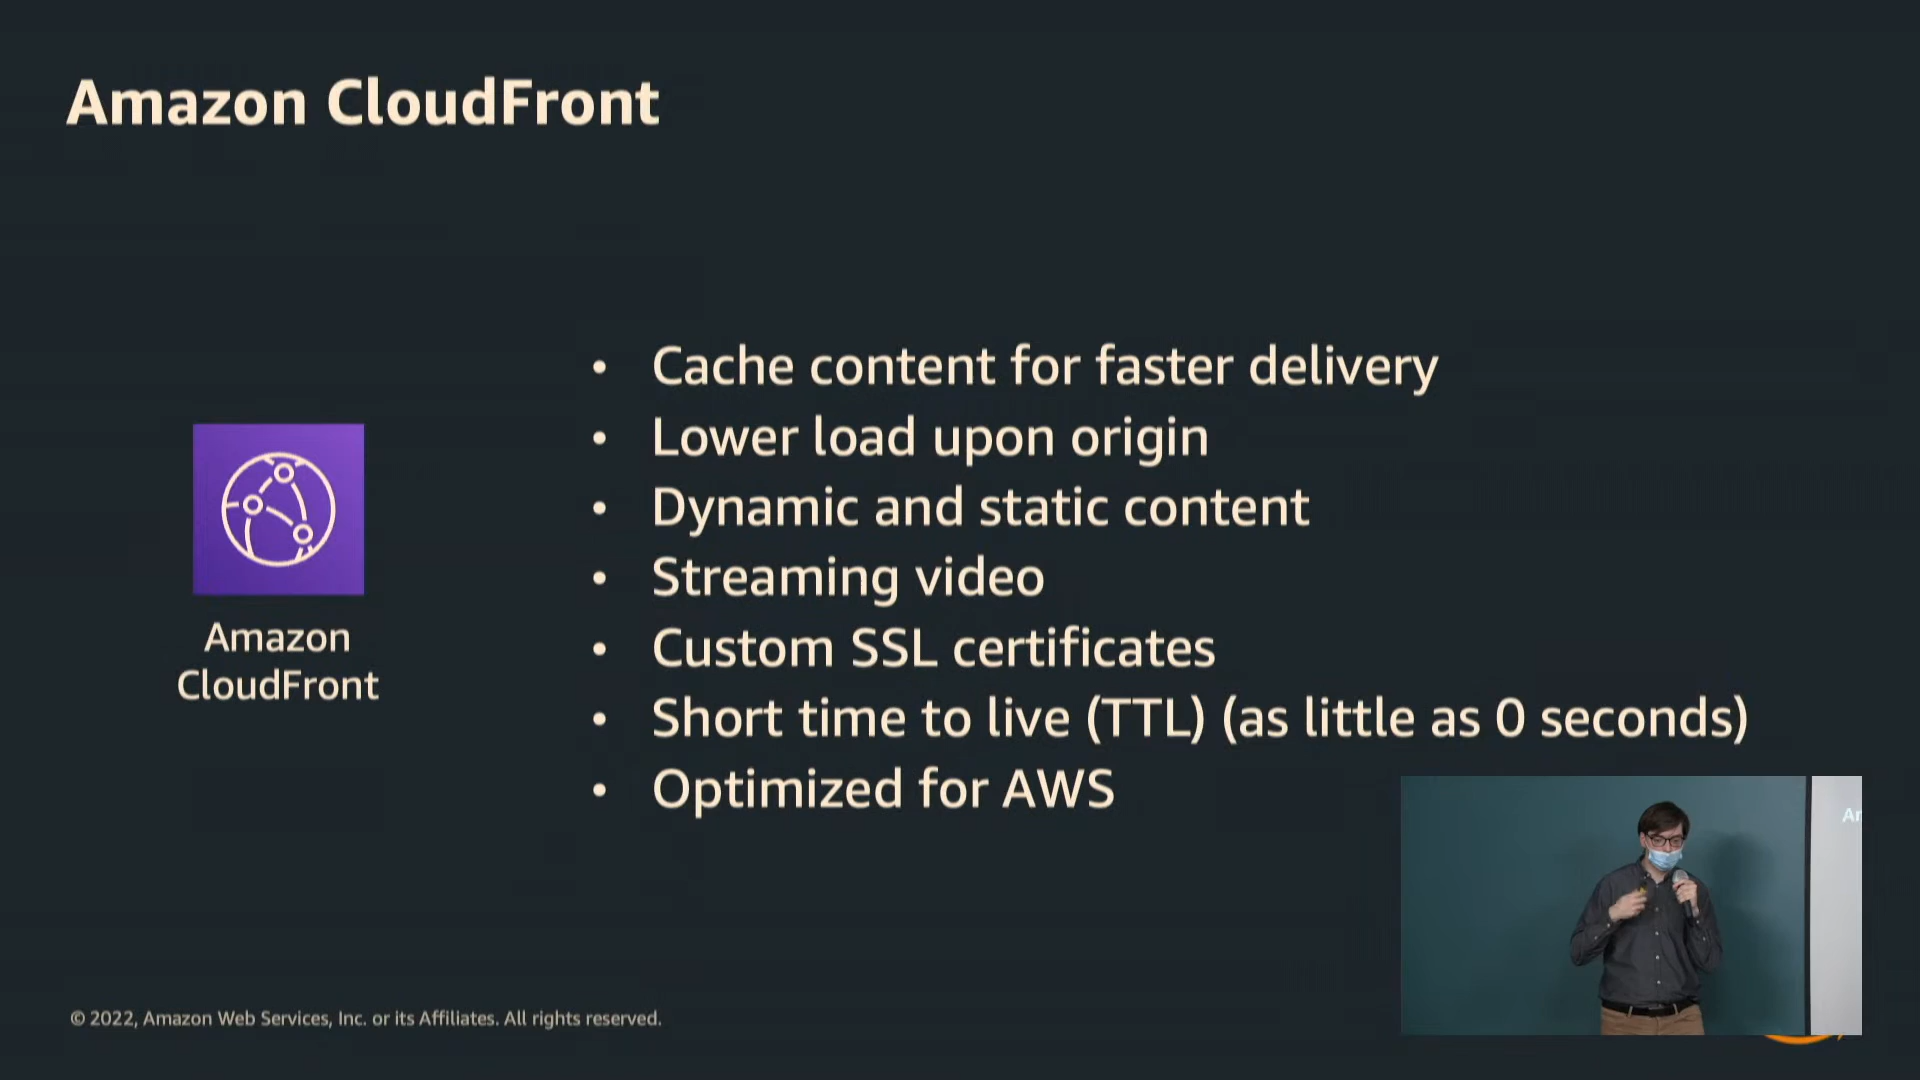 Amazon CloudFront
• Cache content for faster delivery
• Lower load upon origin
• Dynamic and static content
• Streaming video
• Custom SSL certificates
• Short time to live (TTL) (as little as 0 seconds)
• Optimized for AWS
Amazon
CloudFront
© 2022, Amazon Web Services, Inc. or its Affiliates. All rights reserved.